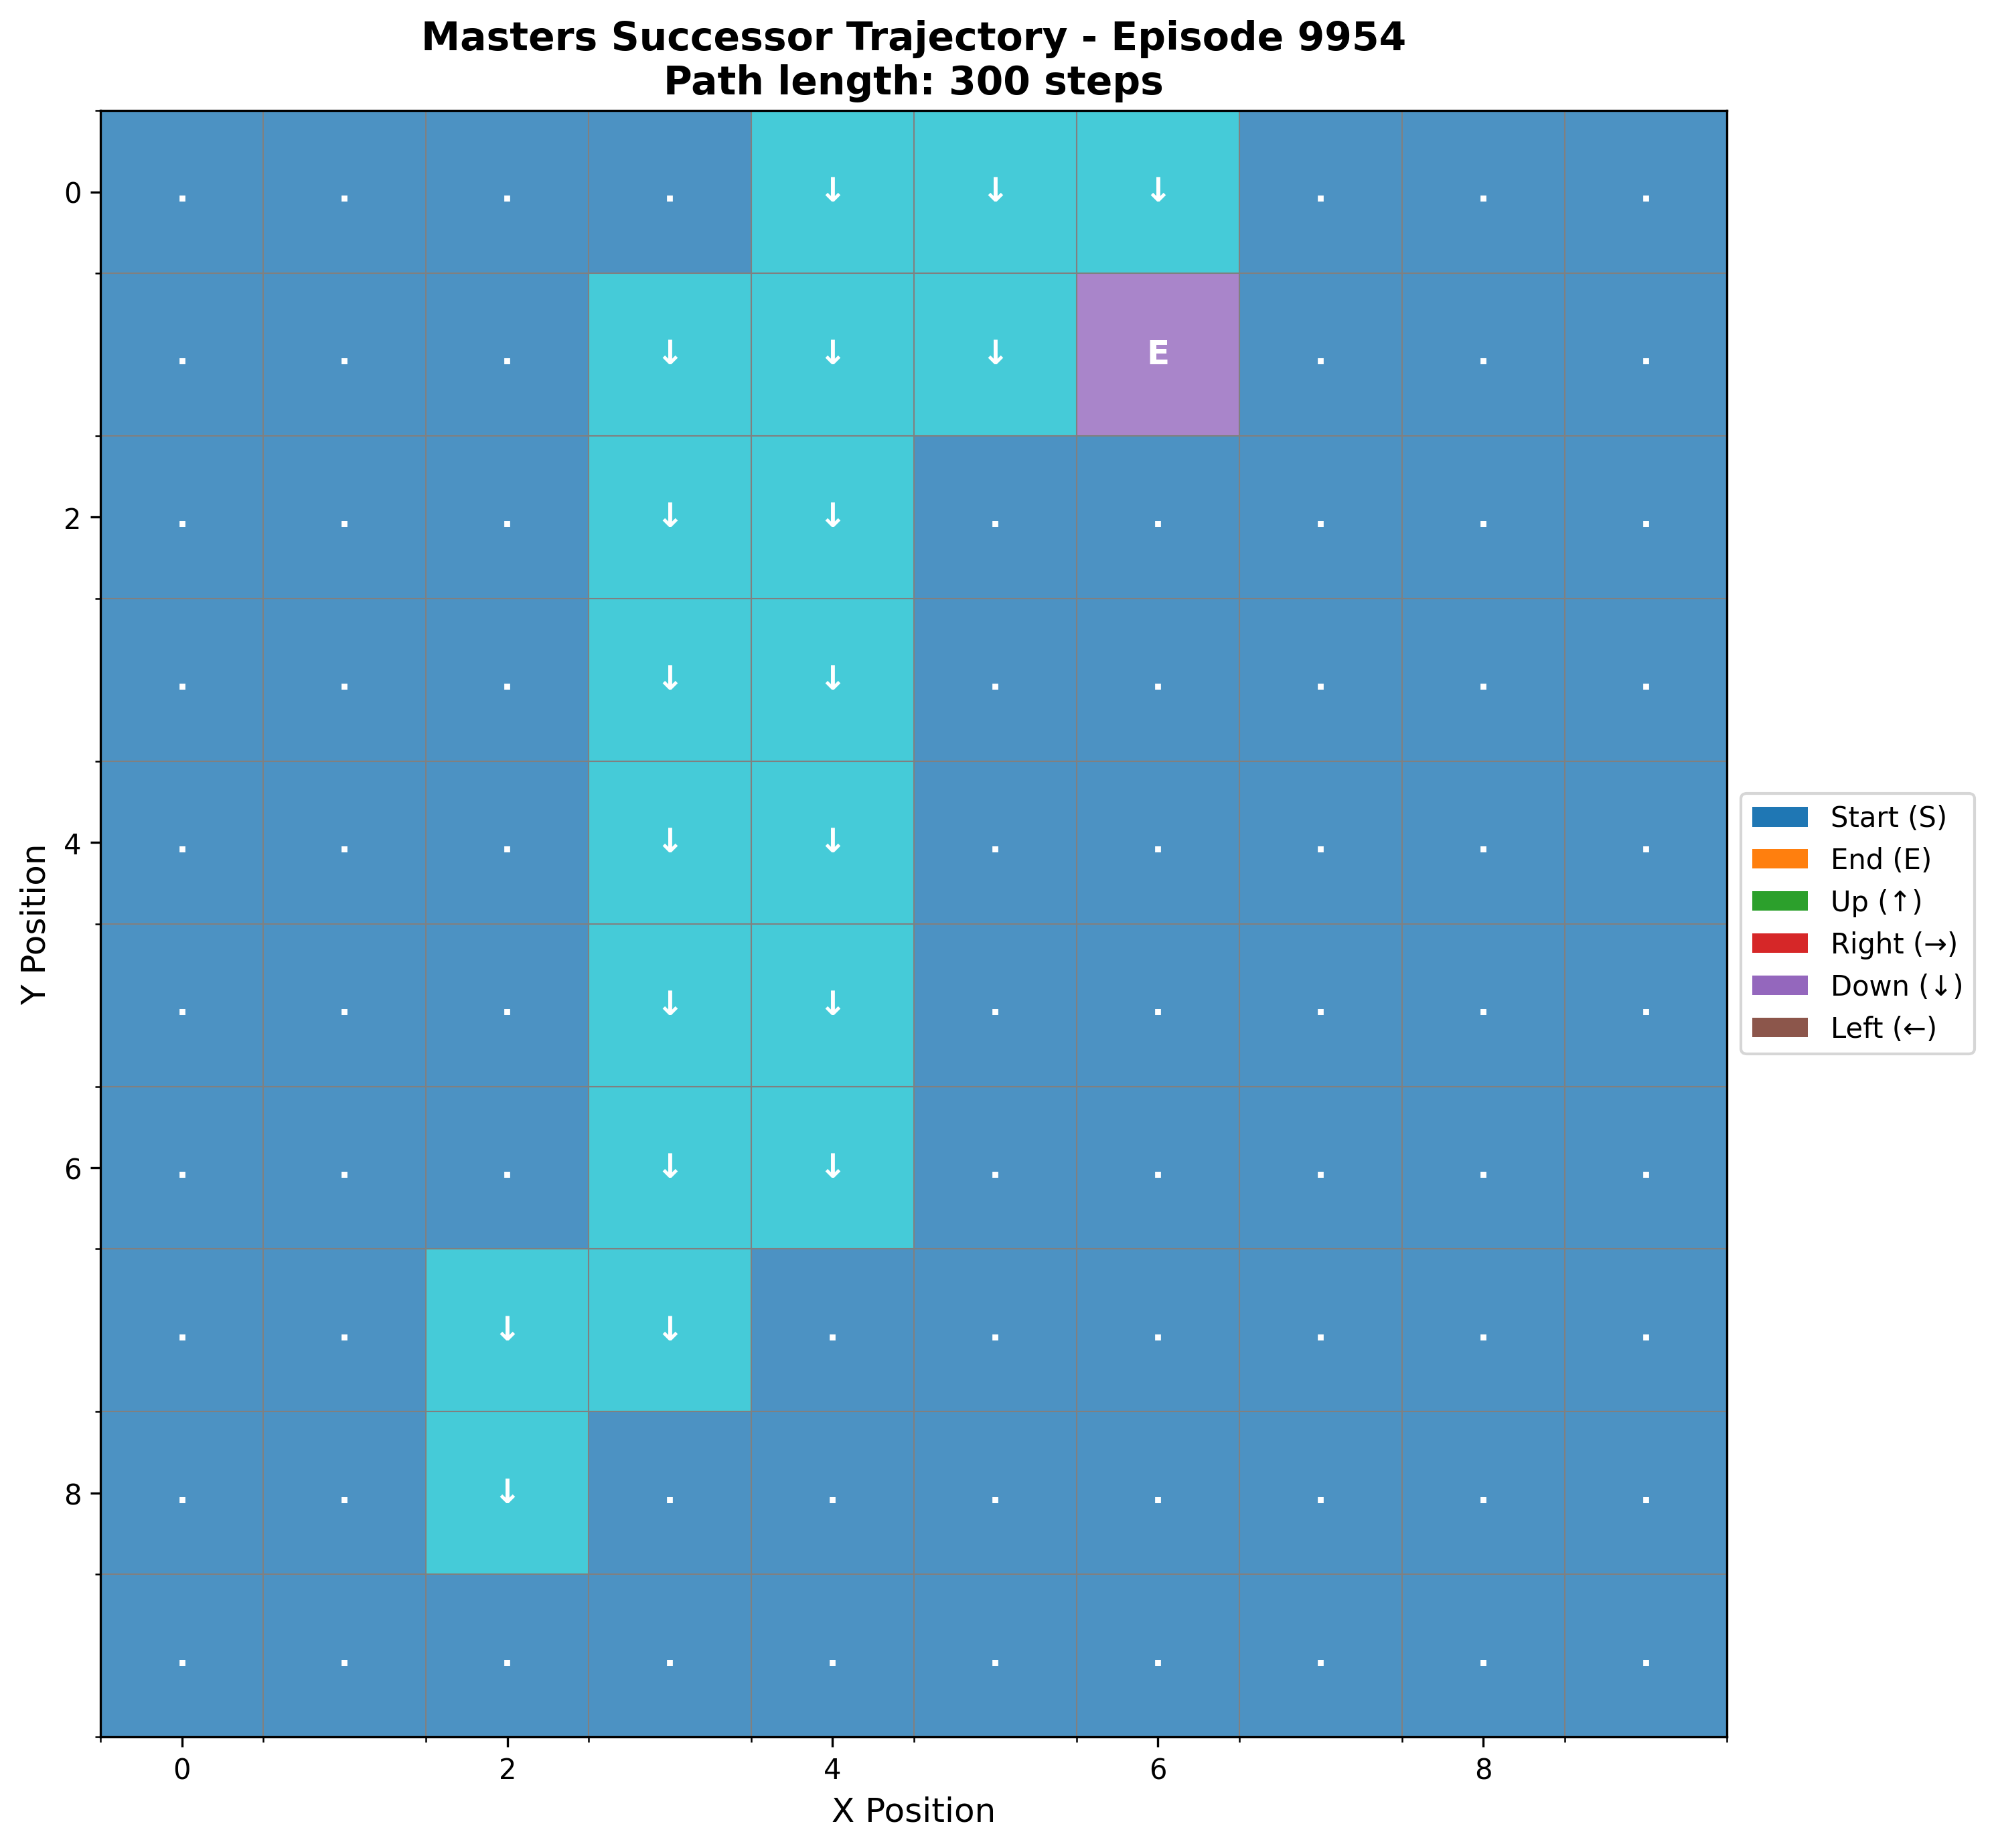 Masters Successor Trajectory - Episode 9954
Path length: 300 steps
0 . . . . ↓ ↓ ↓ . . .
. . . ↓ ↓ ↓ E . . .
2 . . . ↓ ↓ . . . . .
. . . ↓ ↓ . . . . .
4 . . . ↓ ↓ . . . . .
. . . ↓ ↓ . . . . .
6 . . . ↓ ↓ . . . . .
. . ↓ ↓ . . . . . .
8 . . ↓ . . . . . . .
. . . . . . . . . .
0 2 4 6 8
X Position
Y Position
Start (S)
End (E)
Up (↑)
Right (→)
Down (↓)
Left (←)